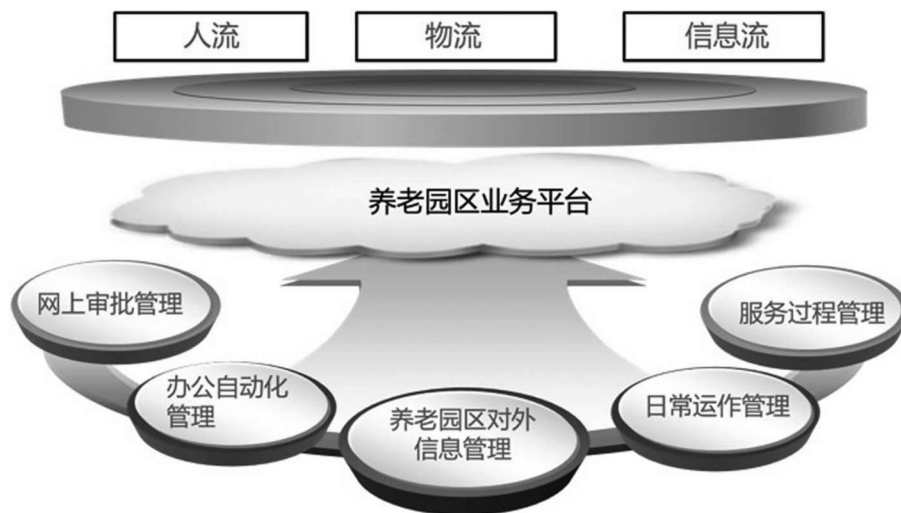 人流
物流
信息流
养老园区业务平台
网上审批管理
服务过程管理
办公自动化
管理
日常运作管理
养老园区对外
信息管理